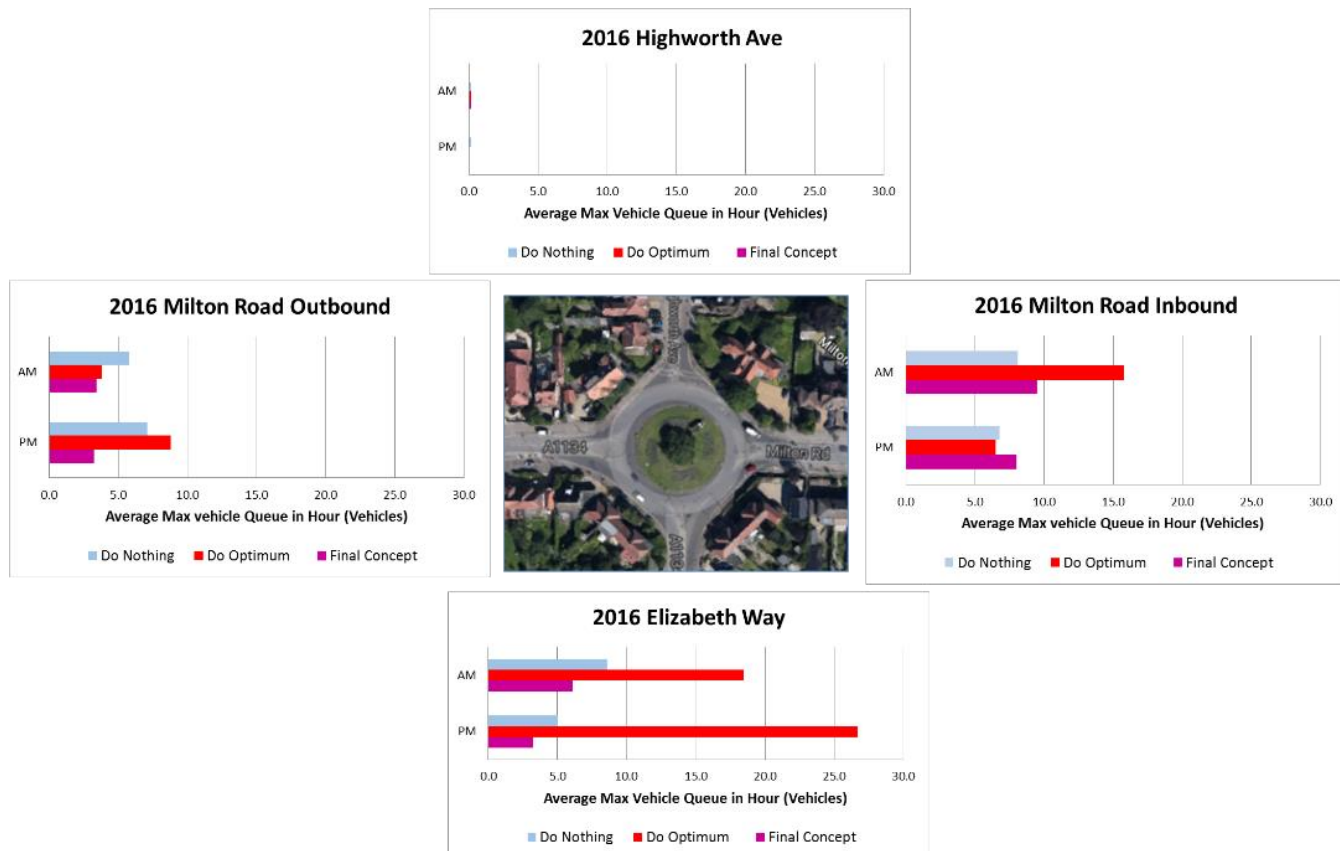 2016 Highworth Ave
AM
PM
0.0 5.0 10.0 15.0 20.0 25.0 30.0
Average Max Vehicle Queue in Hour (Vehicles)
Do Nothing Do Optimum Final Concept
2016 Milton Road Outbound
AM
PM
0.0 5.0 10.0 15.0 20.0 25.0 30.0
Average Max vehicle Queue in Hour (Vehicles)
Do Nothing Do Optimum Final Concept
Milton
A1134
Milton Rd
2016 Milton Road Inbound
AM
PM
0.0 5.0 10.0 15.0 20.0 25.0 30.0
Average Max vehicle Queue in Hour (Vehicles)
Do Nothing Do Optimum Final Concept
2016 Elizabeth Way
AM
PM
0.0 5.0 10.0 15.0 20.0 25.0 30.0
Average Max Vehicle Queue in Hour (Vehicles)
Do Nothing Do Optimum Final Concept